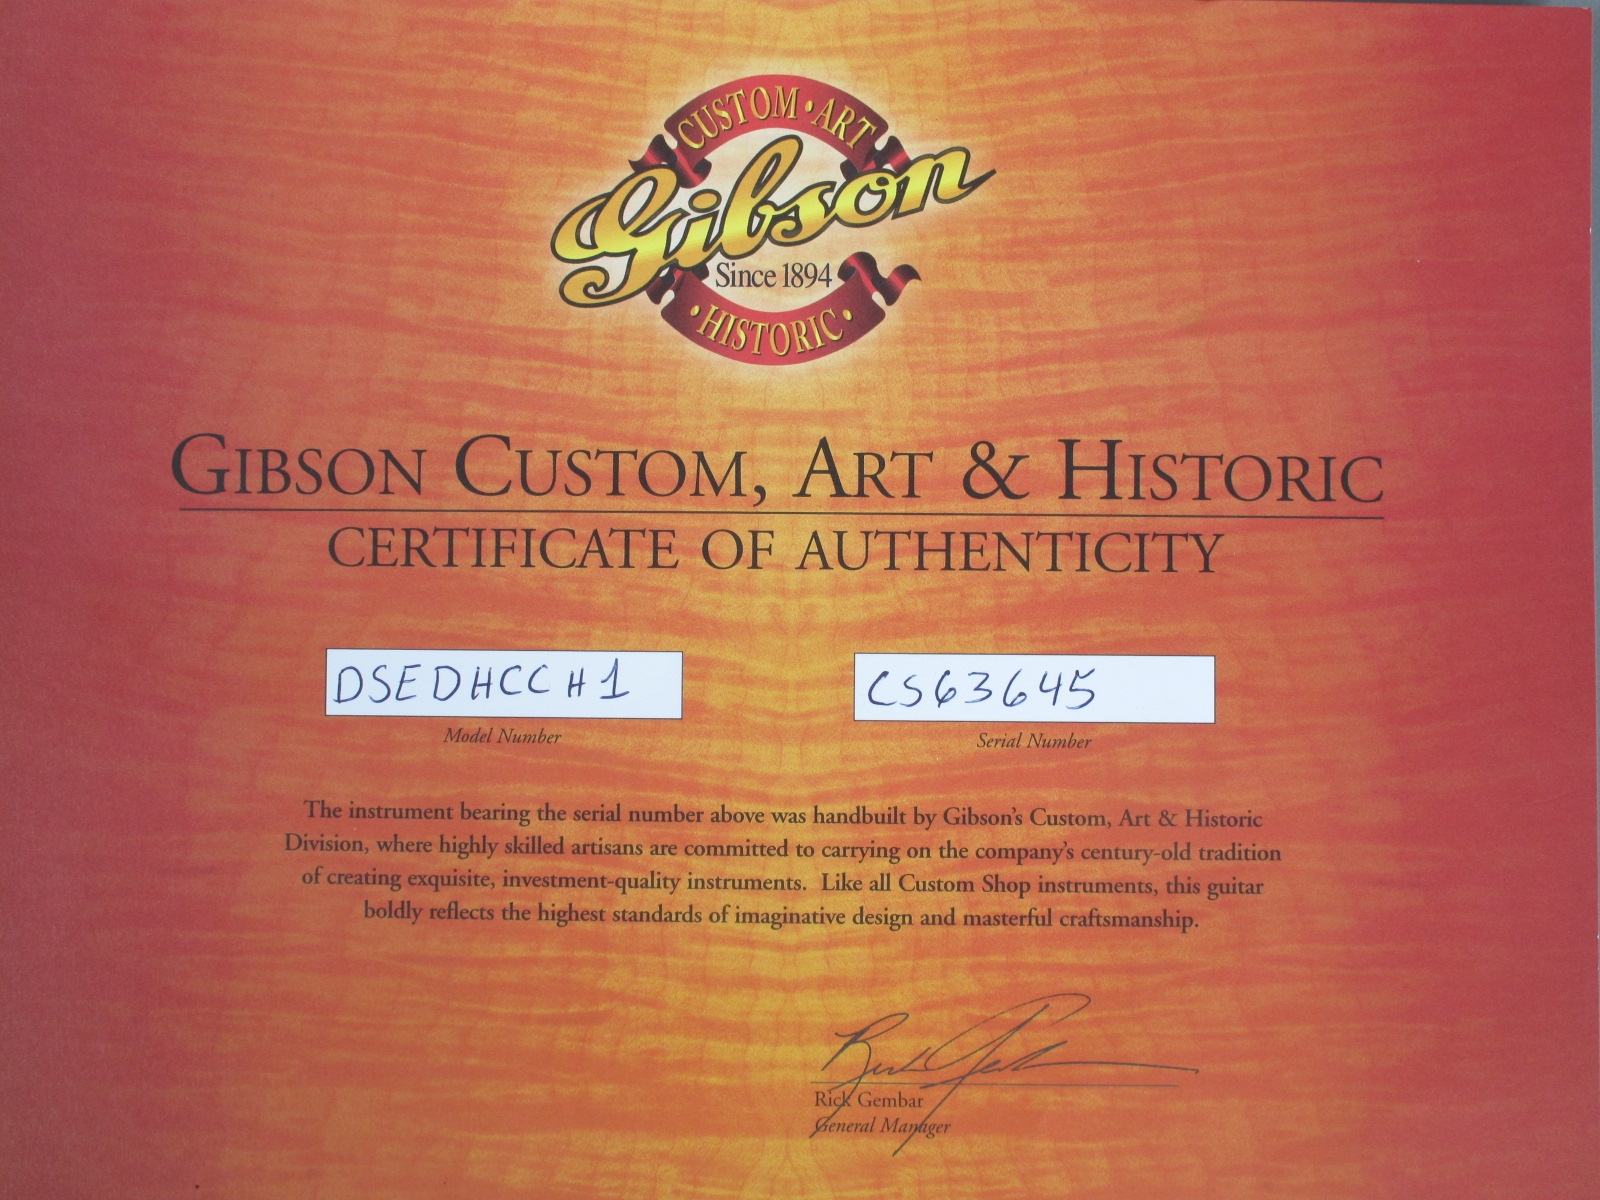 CUSTOM • ART
Gibson
Since 1894
• HISTORIC •
GIBSON CUSTOM, ART & HISTORIC
CERTIFICATE OF AUTHENTICITY
DSEDHCCH1
CS63645
Model Number
Serial Number
The instrument bearing the serial number above was handbuilt by Gibson's Custom, Art & Historic
Division, where highly skilled artisans are committed to carrying on the company's century-old tradition
of creating exquisite, investment-quality instruments. Like all Custom Shop instruments, this guitar
boldly reflects the highest standards of imaginative design and masterful craftsmanship.
Rick Gembar
General Manager